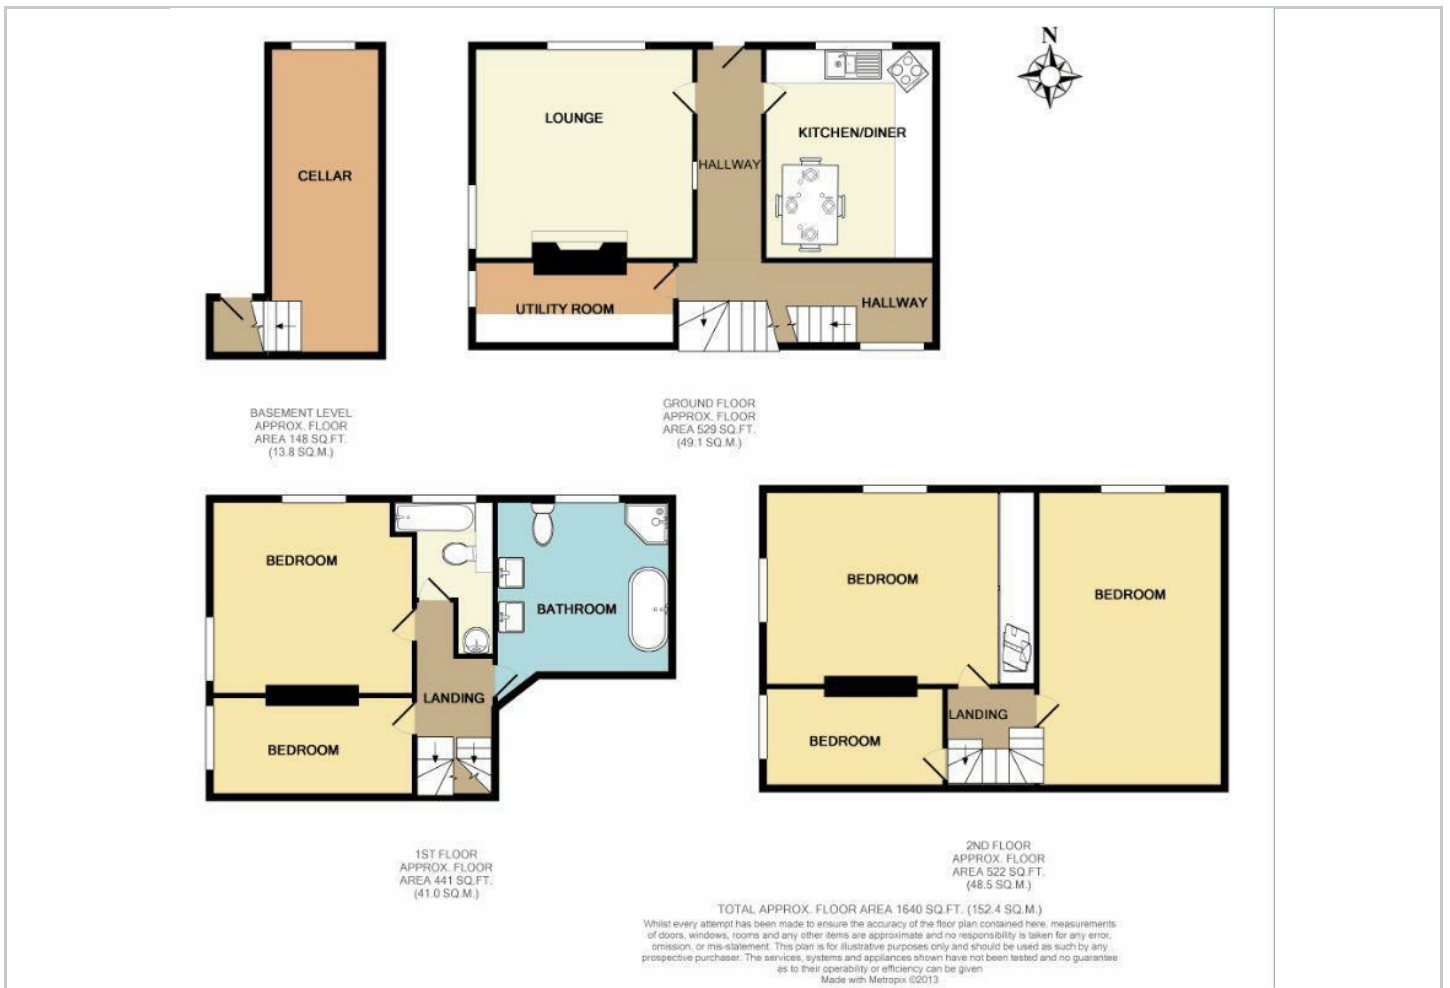 N
CELLAR
LOUNGE
HALLWAY
KITCHEN/DINER
UTILITY ROOM
HALLWAY
BASEMENT LEVEL
APPROX. FLOOR
AREA 148 SQ.FT.
(13.8 SQ.M.)
GROUND FLOOR
APPROX. FLOOR
AREA 529 SQ.FT.
(49.1 SQ.M.)
BEDROOM
BATHROOM
LANDING
BEDROOM
BEDROOM
BEDROOM
LANDING
BEDROOM
1ST FLOOR
APPROX. FLOOR
AREA 441 SQ.FT.
(41.0 SQ.M.)
2ND FLOOR
APPROX. FLOOR
AREA 522 SQ.FT.
(48.5 SQ.M.)
TOTAL APPROX. FLOOR AREA 1640 SQ.FT. (152.4 SQ.M.)
Whilst every attempt has been made to ensure the accuracy of the floor plan contained here, measurements
of doors, windows, rooms and any other items are approximate and no responsibility is taken for any error,
omission, or mis-statement. This plan is for illustrative purposes only and should be used as such by any
prospective purchaser. The services, systems and appliances shown have not been tested and no guarantee
as to their operability or efficiency can be given
Made with Metropix ©2013